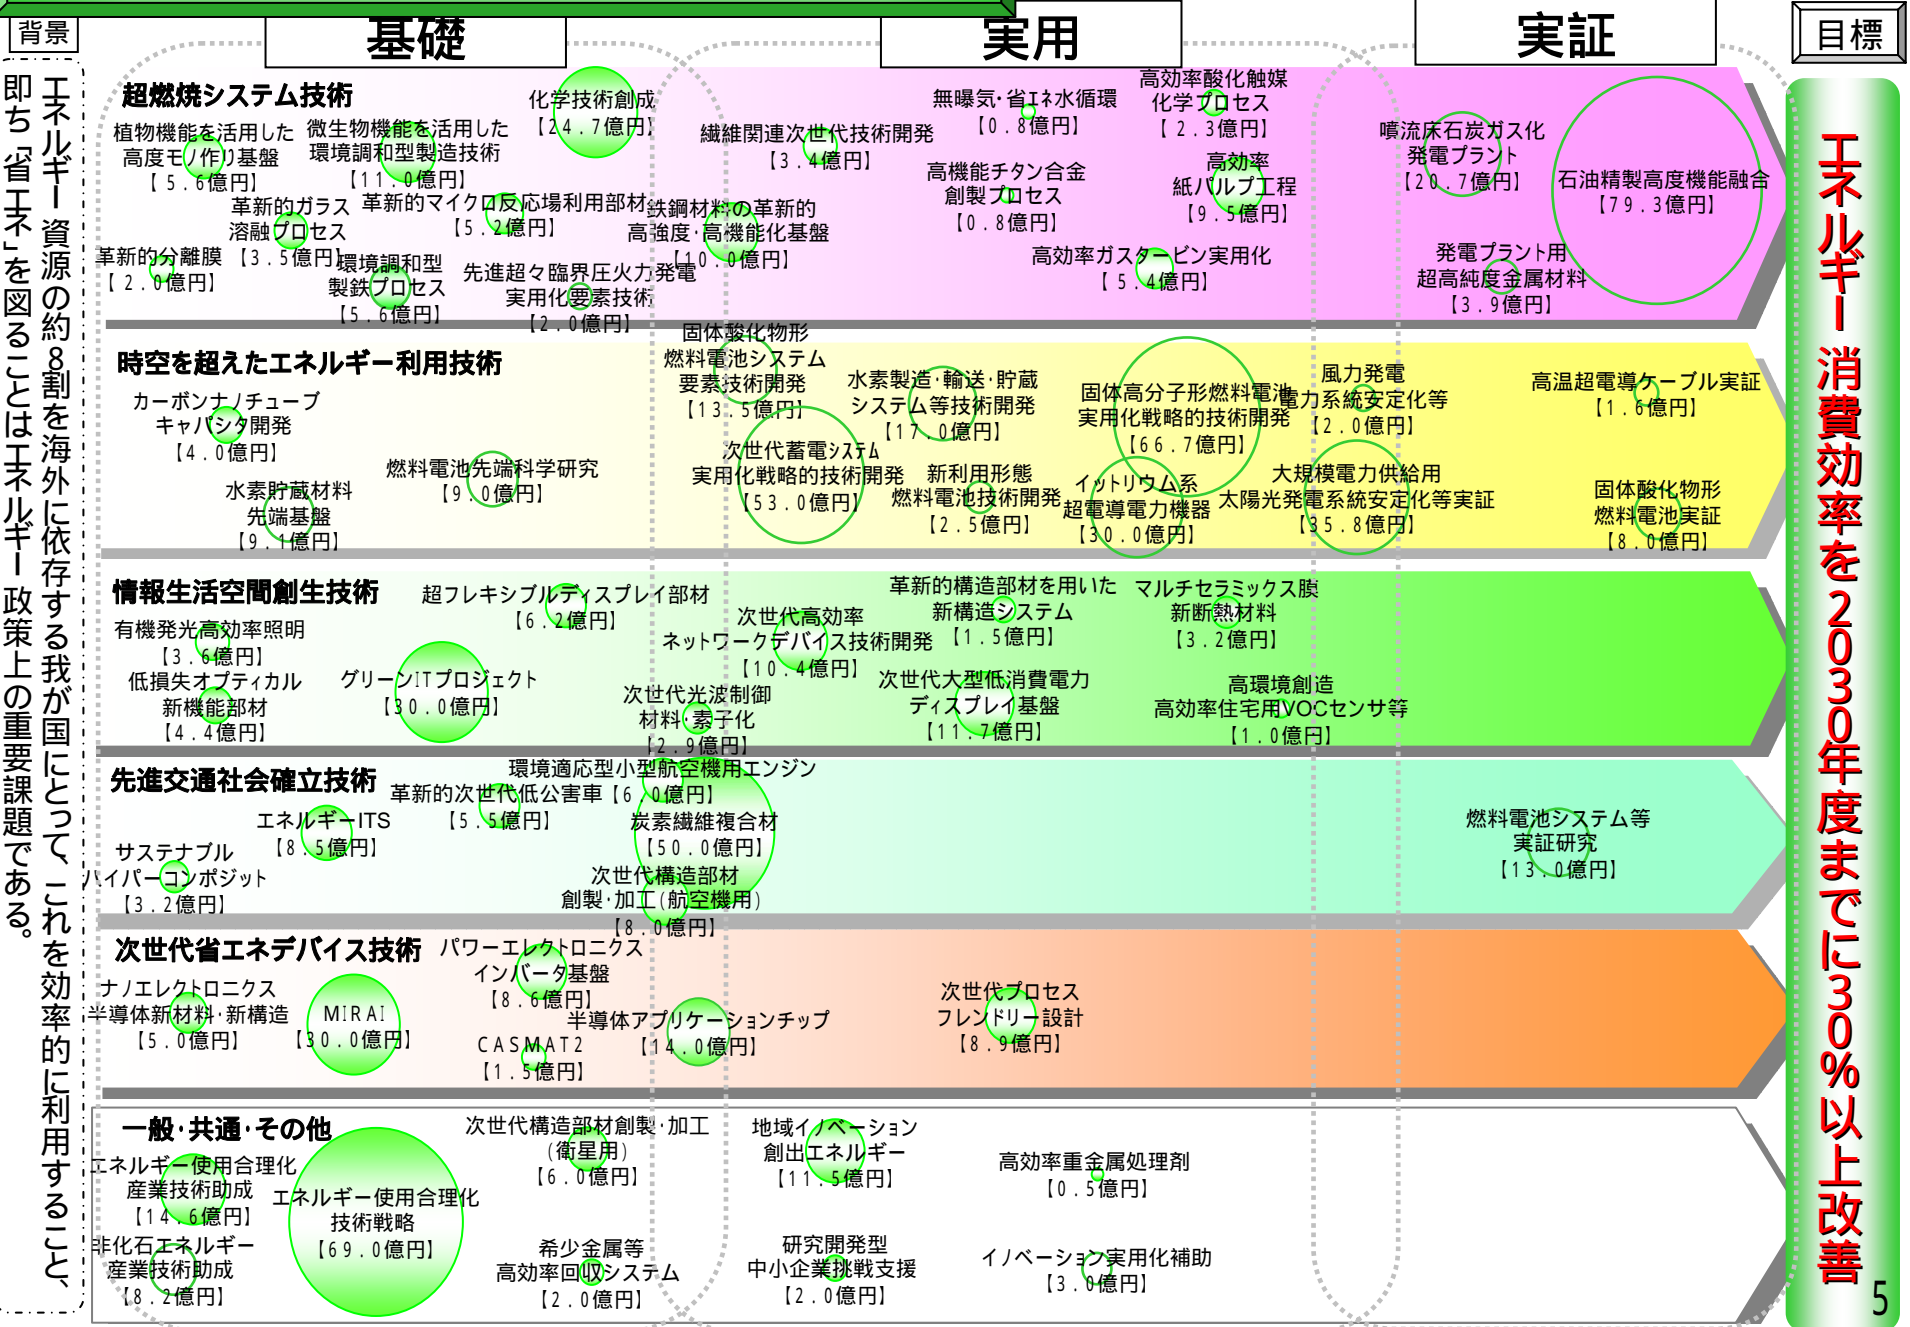 背景
基礎
実用
実証
目標
エネルギー資源の約8割を海外に依存する我が国にとって、これを効率的に利用すること、
即ち「省エネ」を図ることはエネルギー政策上の重要課題である。
超燃焼システム技術
植物機能を活用した
高度モノ作り基盤
【5.6億円】
微生物機能を活用した
環境調和型製造技術
【11.0億円】
化学技術創成
【24.7億円】
革新的ガラス
溶融プロセス
【3.5億円】
革新的マイクロ反応場利用部材
【5.2億円】
革新的分離膜
【2.0億円】
環境調和型
製鉄プロセス
【5.6億円】
先進超々臨界圧火力発電
実用化要素技術
【2.0億円】
繊維関連次世代技術開発
【3.4億円】
鉄鋼材料の革新的
高強度・高機能化基盤
【10.0億円】
無曝気・省エネ水循環
【0.8億円】
高機能チタン合金
創製プロセス
【0.8億円】
高効率酸化触媒
化学プロセス
【2.3億円】
高効率
紙パルプ工程
【9.5億円】
高効率ガスタービン実用化
【5.4億円】
噴流床石炭ガス化
発電プラント
【20.7億円】
石油精製高度機能融合
【79.3億円】
発電プラント用
超高純度金属材料
【3.9億円】
時空を超えたエネルギー利用技術
カーボンナノチューブ
キャパシタ開発
【4.0億円】
水素貯蔵材料
先端基盤
【9.1億円】
燃料電池先端科学研究
【9.0億円】
固体酸化物形
燃料電池システム
要素技術開発
【13.5億円】
次世代蓄電システム
実用化戦略的技術開発
【53.0億円】
水素製造・輸送・貯蔵
システム等技術開発
【17.0億円】
新利用形態
燃料電池技術開発
【2.5億円】
固体高分子形燃料電池
実用化戦略的技術開発
【66.7億円】
イットリウム系
超電導電力機器
【30.0億円】
風力発電
電力系統安定化等
【2.0億円】
大規模電力供給用
太陽光発電系統安定化等実証
【35.8億円】
高温超電導ケーブル実証
【1.6億円】
固体酸化物形
燃料電池実証
【8.0億円】
情報生活空間創生技術
有機発光高効率照明
【3.6億円】
低損失オプティカル
新機能部材
【4.4億円】
超フレキシブルディスプレイ部材
【6.2億円】
グリーンITプロジェクト
【30.0億円】
次世代高効率
ネットワークデバイス技術開発
【10.4億円】
次世代光波制御
材料・素子化
【2.9億円】
革新的構造部材を用いた
新構造システム
【1.5億円】
次世代大型低消費電力
ディスプレイ基盤
【11.7億円】
マルチセラミックス膜
新断熱材料
【3.2億円】
高環境創造
高効率住宅用VOCセンサ等
【1.0億円】
先進交通社会確立技術
サステナブル
ハイパーコンポジット
【3.2億円】
エネルギーITS
【8.5億円】
革新的次世代低公害車
【5.5億円】
環境適応型小型航空機用エンジン
【6.0億円】
炭素繊維複合材
【50.0億円】
次世代構造部材
創製・加工(航空機用)
【8.0億円】
燃料電池システム等
実証研究
【13.0億円】
次世代省エネデバイス技術
ナノエレクトロニクス
半導体新材料・新構造
【5.0億円】
MIRAI
【30.0億円】
パワーエレクトロニクス
インバータ基盤
【8.6億円】
CASMAT2
【1.5億円】
半導体アプリケーションチップ
【14.0億円】
次世代プロセス
フレンドリー設計
【8.9億円】
一般・共通・その他
エネルギー使用合理化
産業技術助成
【14.6億円】
非化石エネルギー
産業技術助成
【8.2億円】
エネルギー使用合理化
技術戦略
【69.0億円】
次世代構造部材創製・加工
(衛星用)
【6.0億円】
希少金属等
高効率回収システム
【2.0億円】
地域イノベーション
創出エネルギー
【11.5億円】
研究開発型
中小企業挑戦支援
【2.0億円】
高効率重金属処理剤
【0.5億円】
イノベーション実用化補助
【3.0億円】
エネルギー消費効率を2030年度までに30%以上改善
5